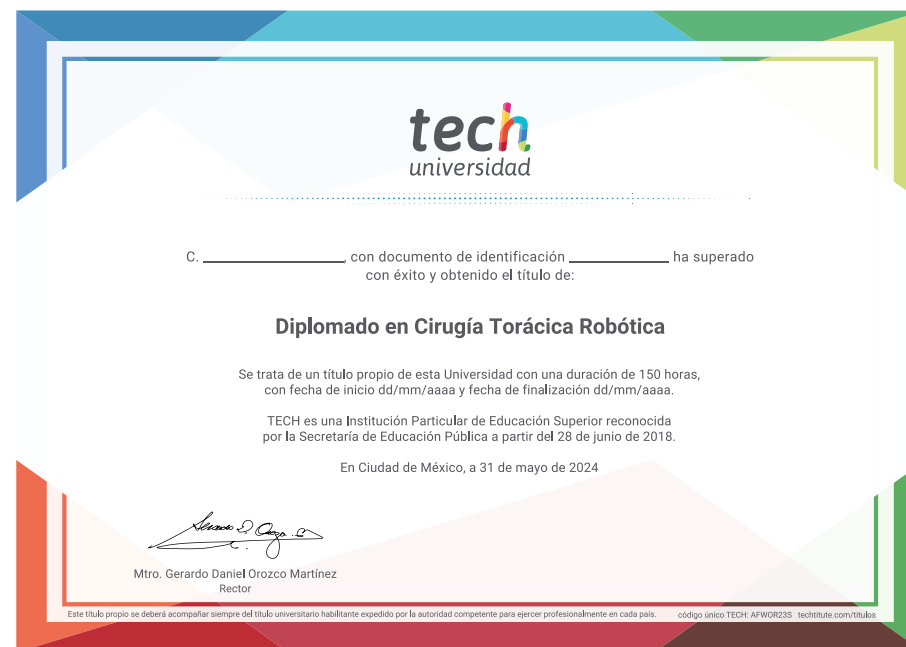 tech
universidad
C. ____________, con documento de identificación ____________ ha superado
con éxito y obtenido el título de:
Diplomado en Cirugía Torácica Robótica
Se trata de un título propio de esta Universidad con una duración de 150 horas,
con fecha de inicio dd/mm/aaaa y fecha de finalización dd/mm/aaaa.
TECH es una Institución Particular de Educación Superior reconocida
por la Secretaría de Educación Pública a partir del 28 de junio de 2018.
En Ciudad de México, a 31 de mayo de 2024
Mtro. Gerardo Daniel Orozco Martínez
Rector
Este título propio se deberá acompañar siempre del título universitario habilitante expedido por la autoridad competente para ejercer profesionalmente en cada país. código único TECH: AFWOR23S techtitute.com/titulos